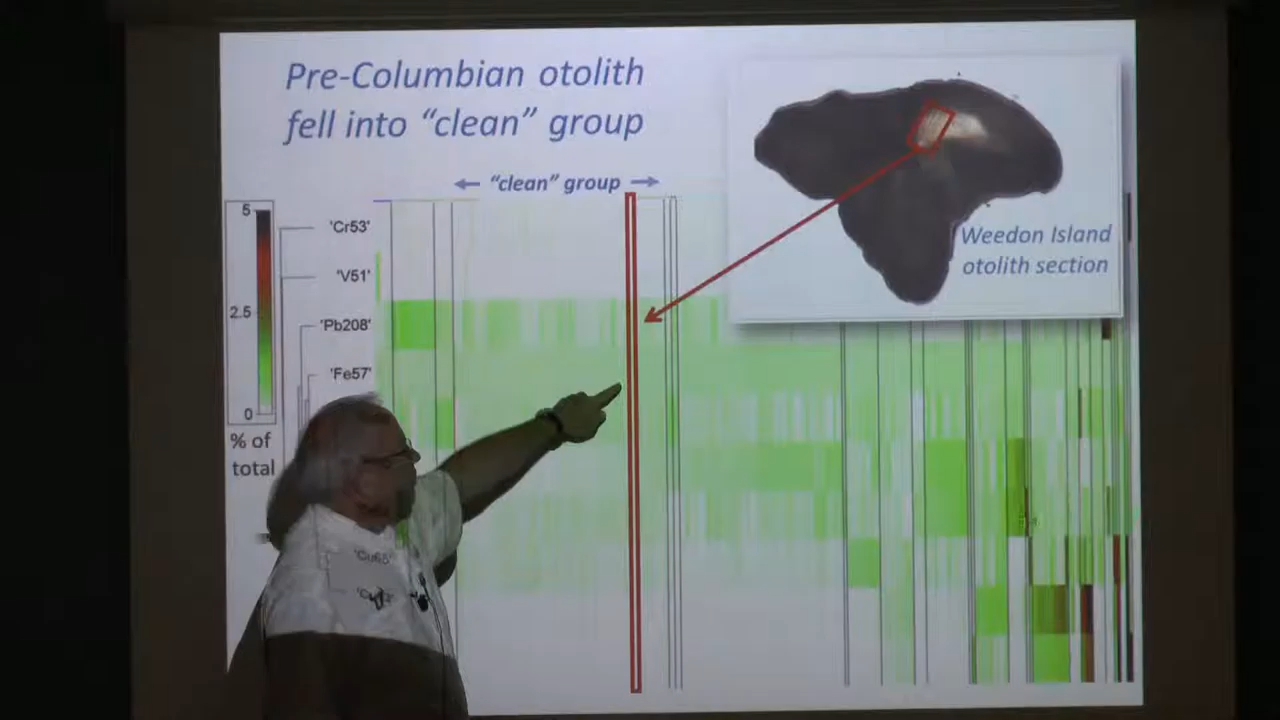 Pre-Columbian otolith
fell into “clean” group
“clean” group
Weedon Island
otolith section
5
2.5
0
% of
total
'Cr53'
'V51'
'Pb208'
'Fe57'
'Cu65'